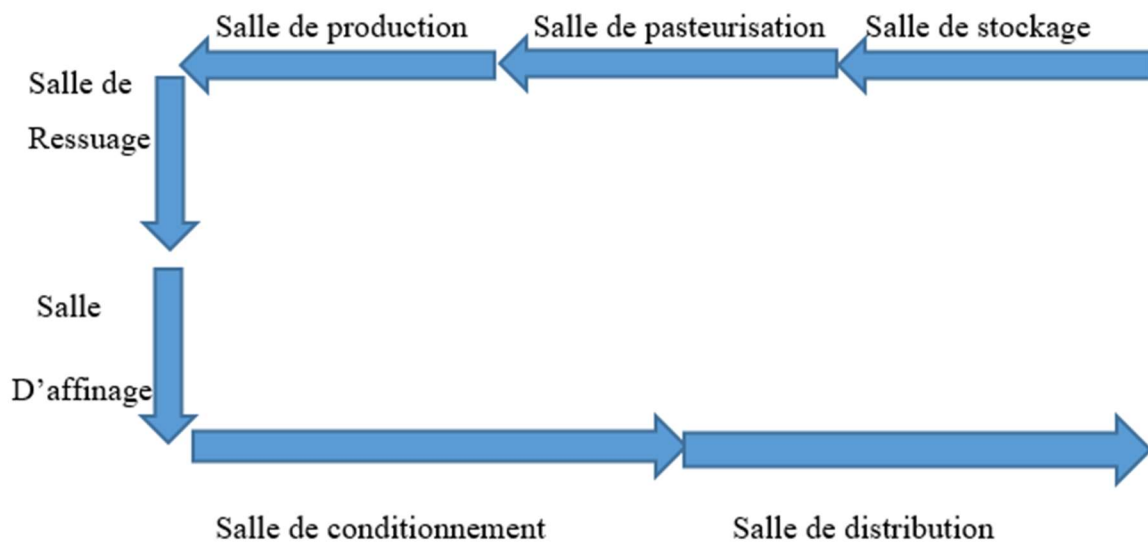 Salle de production
Salle de pasteurisation
Salle de stockage
Salle de
Ressuage
Salle
D’affinage
Salle de conditionnement
Salle de distribution